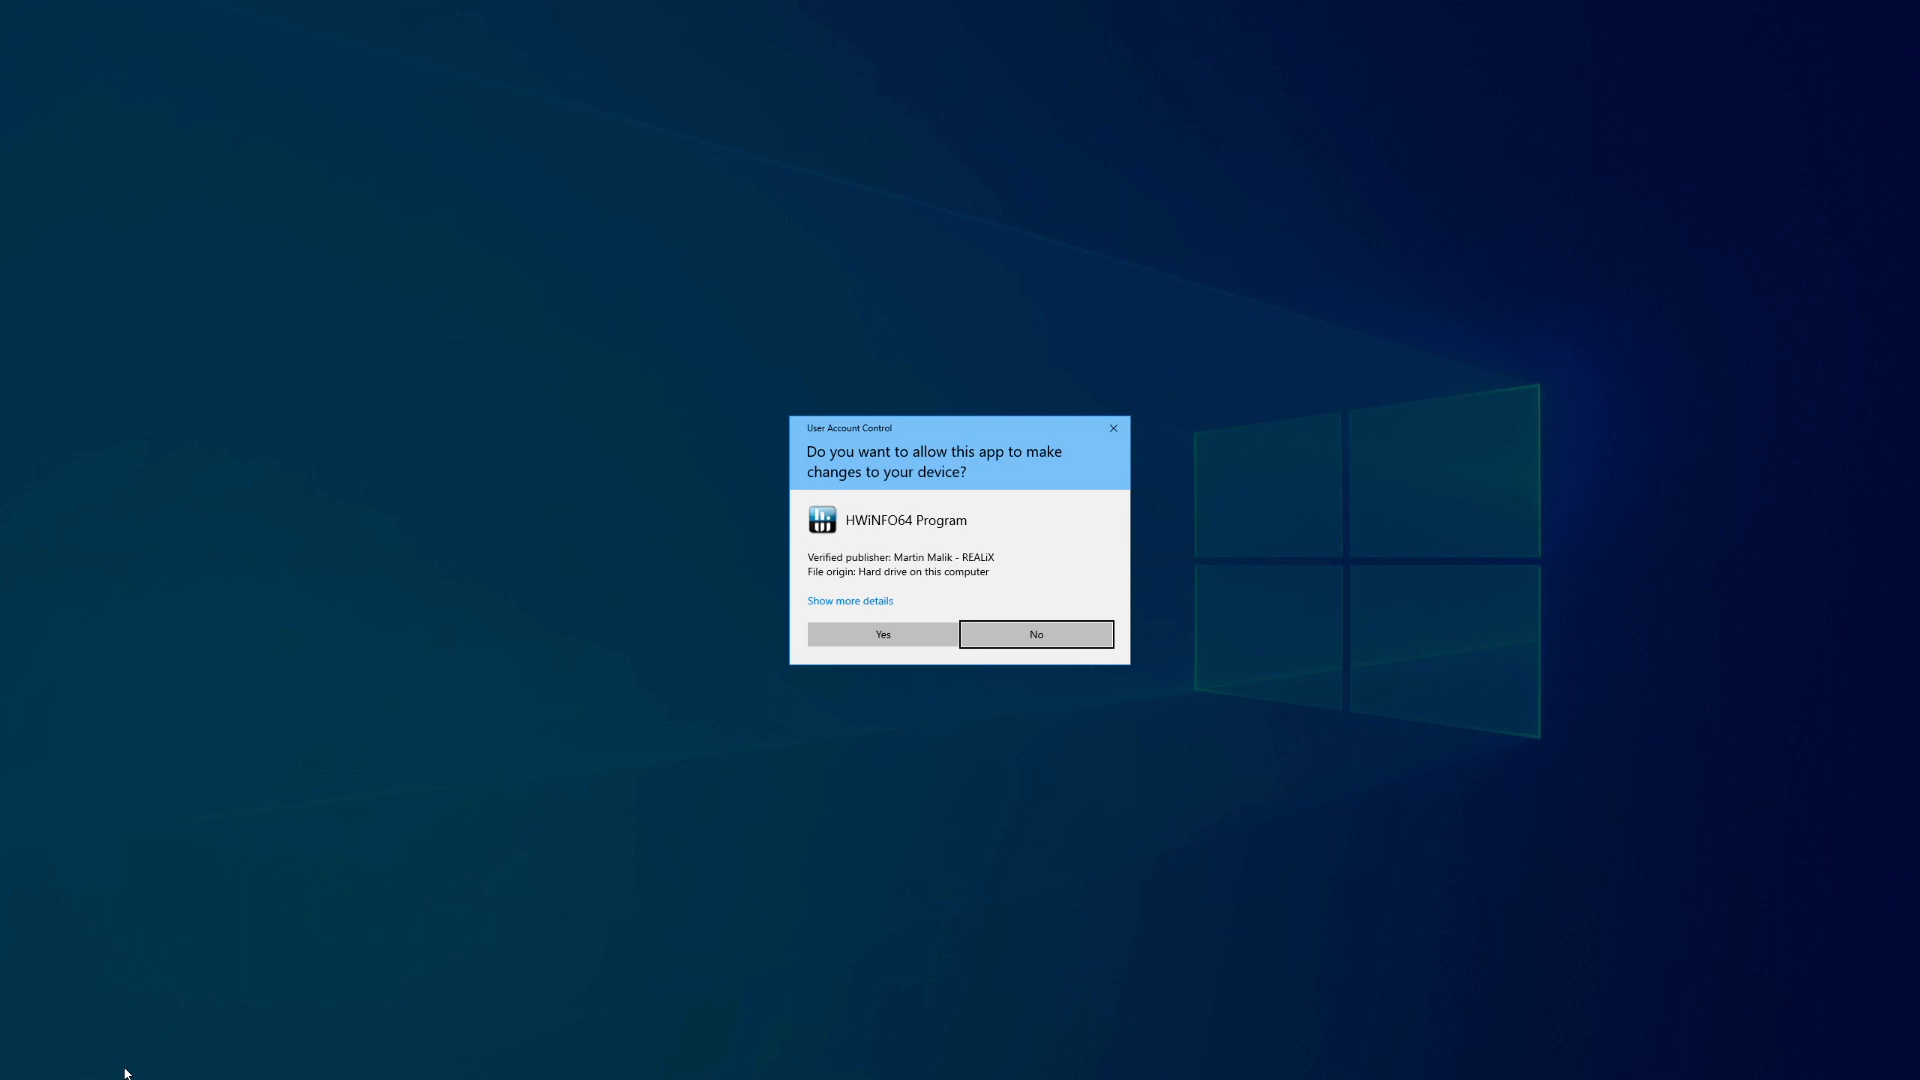 User Account Control
Do you want to allow this app to make
changes to your device?
HWiNFO64 Program
Verified publisher: Martin Malik - REALiX
File origin: Hard drive on this computer
Show more details
Yes No